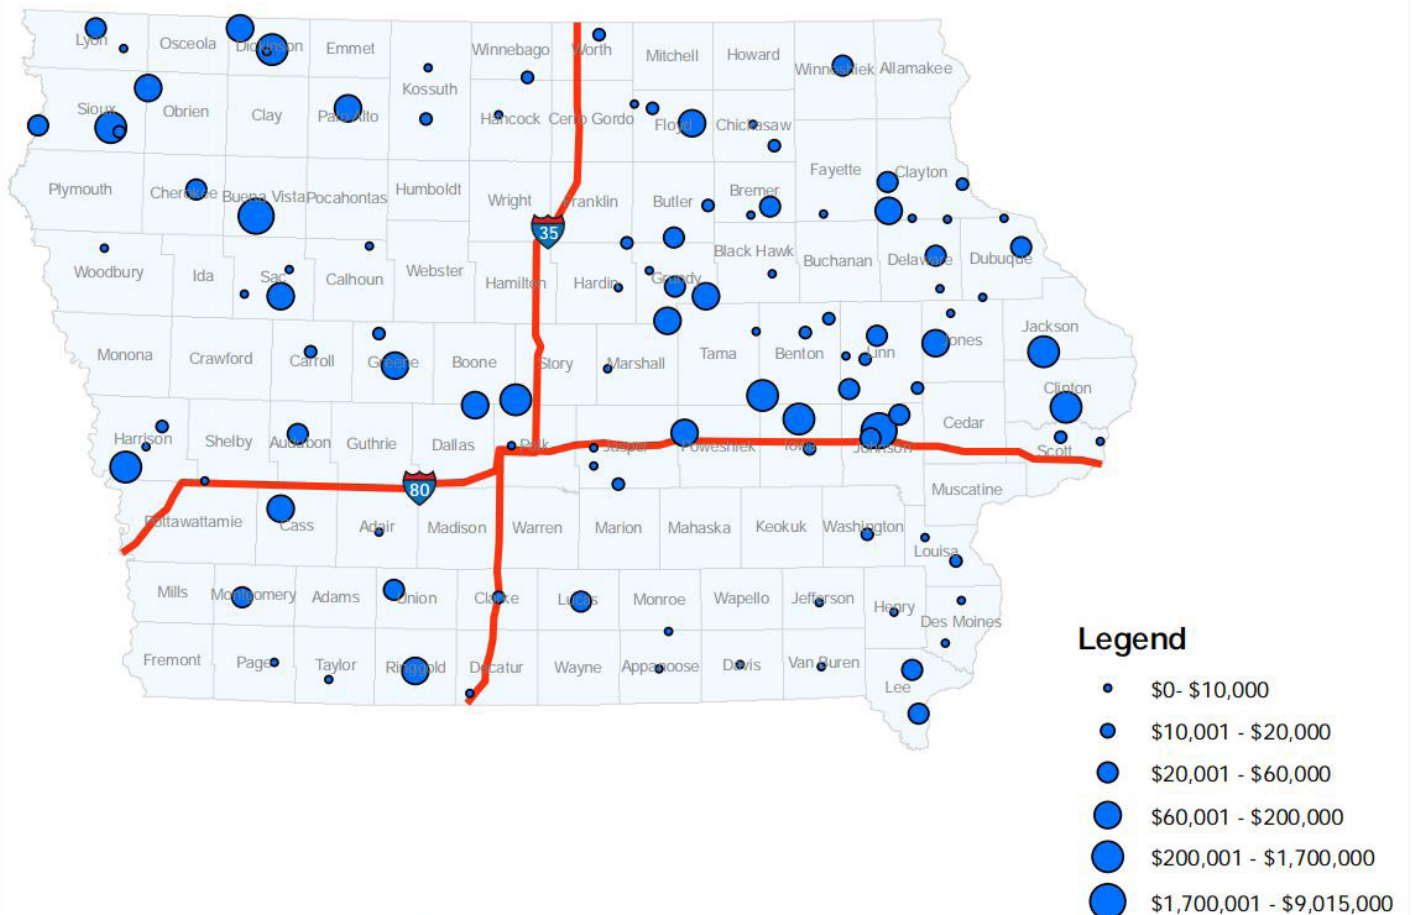 Lyon Osceola Dickinson Emmet Winnebago Worth Mitchell Howard Winneshiek Allamakee
Kossuth
Sioux Obrien Clay Palo Alto Hancock Cerro Gordo Floyd Chickasaw
Fayette Clayton
Plymouth Cherokee Buena Vista Pocahontas Humboldt Wright Franklin Butler Bremer
35
Woodbury Ida Sac Calhoun Webster Hamilton Hardin Grundy Black Hawk Buchanan Delaware Dubuque
Monona Crawford Carroll Greene Boone Story Marshall Tama Benton Linn Jones Jackson
Clinton
Harrison Shelby Audubon Guthrie Dallas Polk Jasper Poweshiek Iowa Johnson Cedar Scott
80
Muscatine
Pottawattamie Cass Adair Madison Warren Marion Mahaska Keokuk Washington
Louisa
Mills Montgomery Adams Union Clarke Lucas Monroe Wapello Jefferson Henry
Des Moines
Fremont Page Taylor Ringgold Decatur Wayne Appanoose Davis Van Buren
Lee
Legend
$0- $10,000
$10,001 - $20,000
$20,001 - $60,000
$60,001 - $200,000
$200,001 - $1,700,000
$1,700,001 - $9,015,000